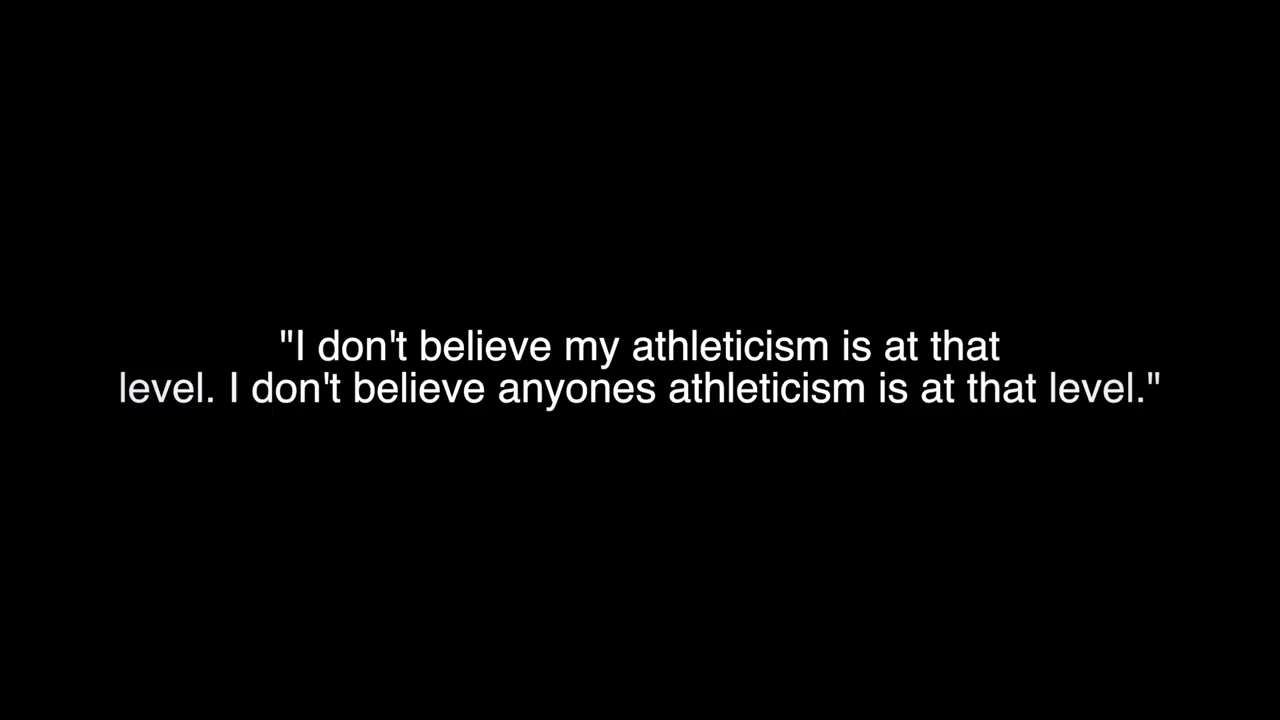 "I don't believe my athleticism is at that
level. I don't believe anyones athleticism is at that level."